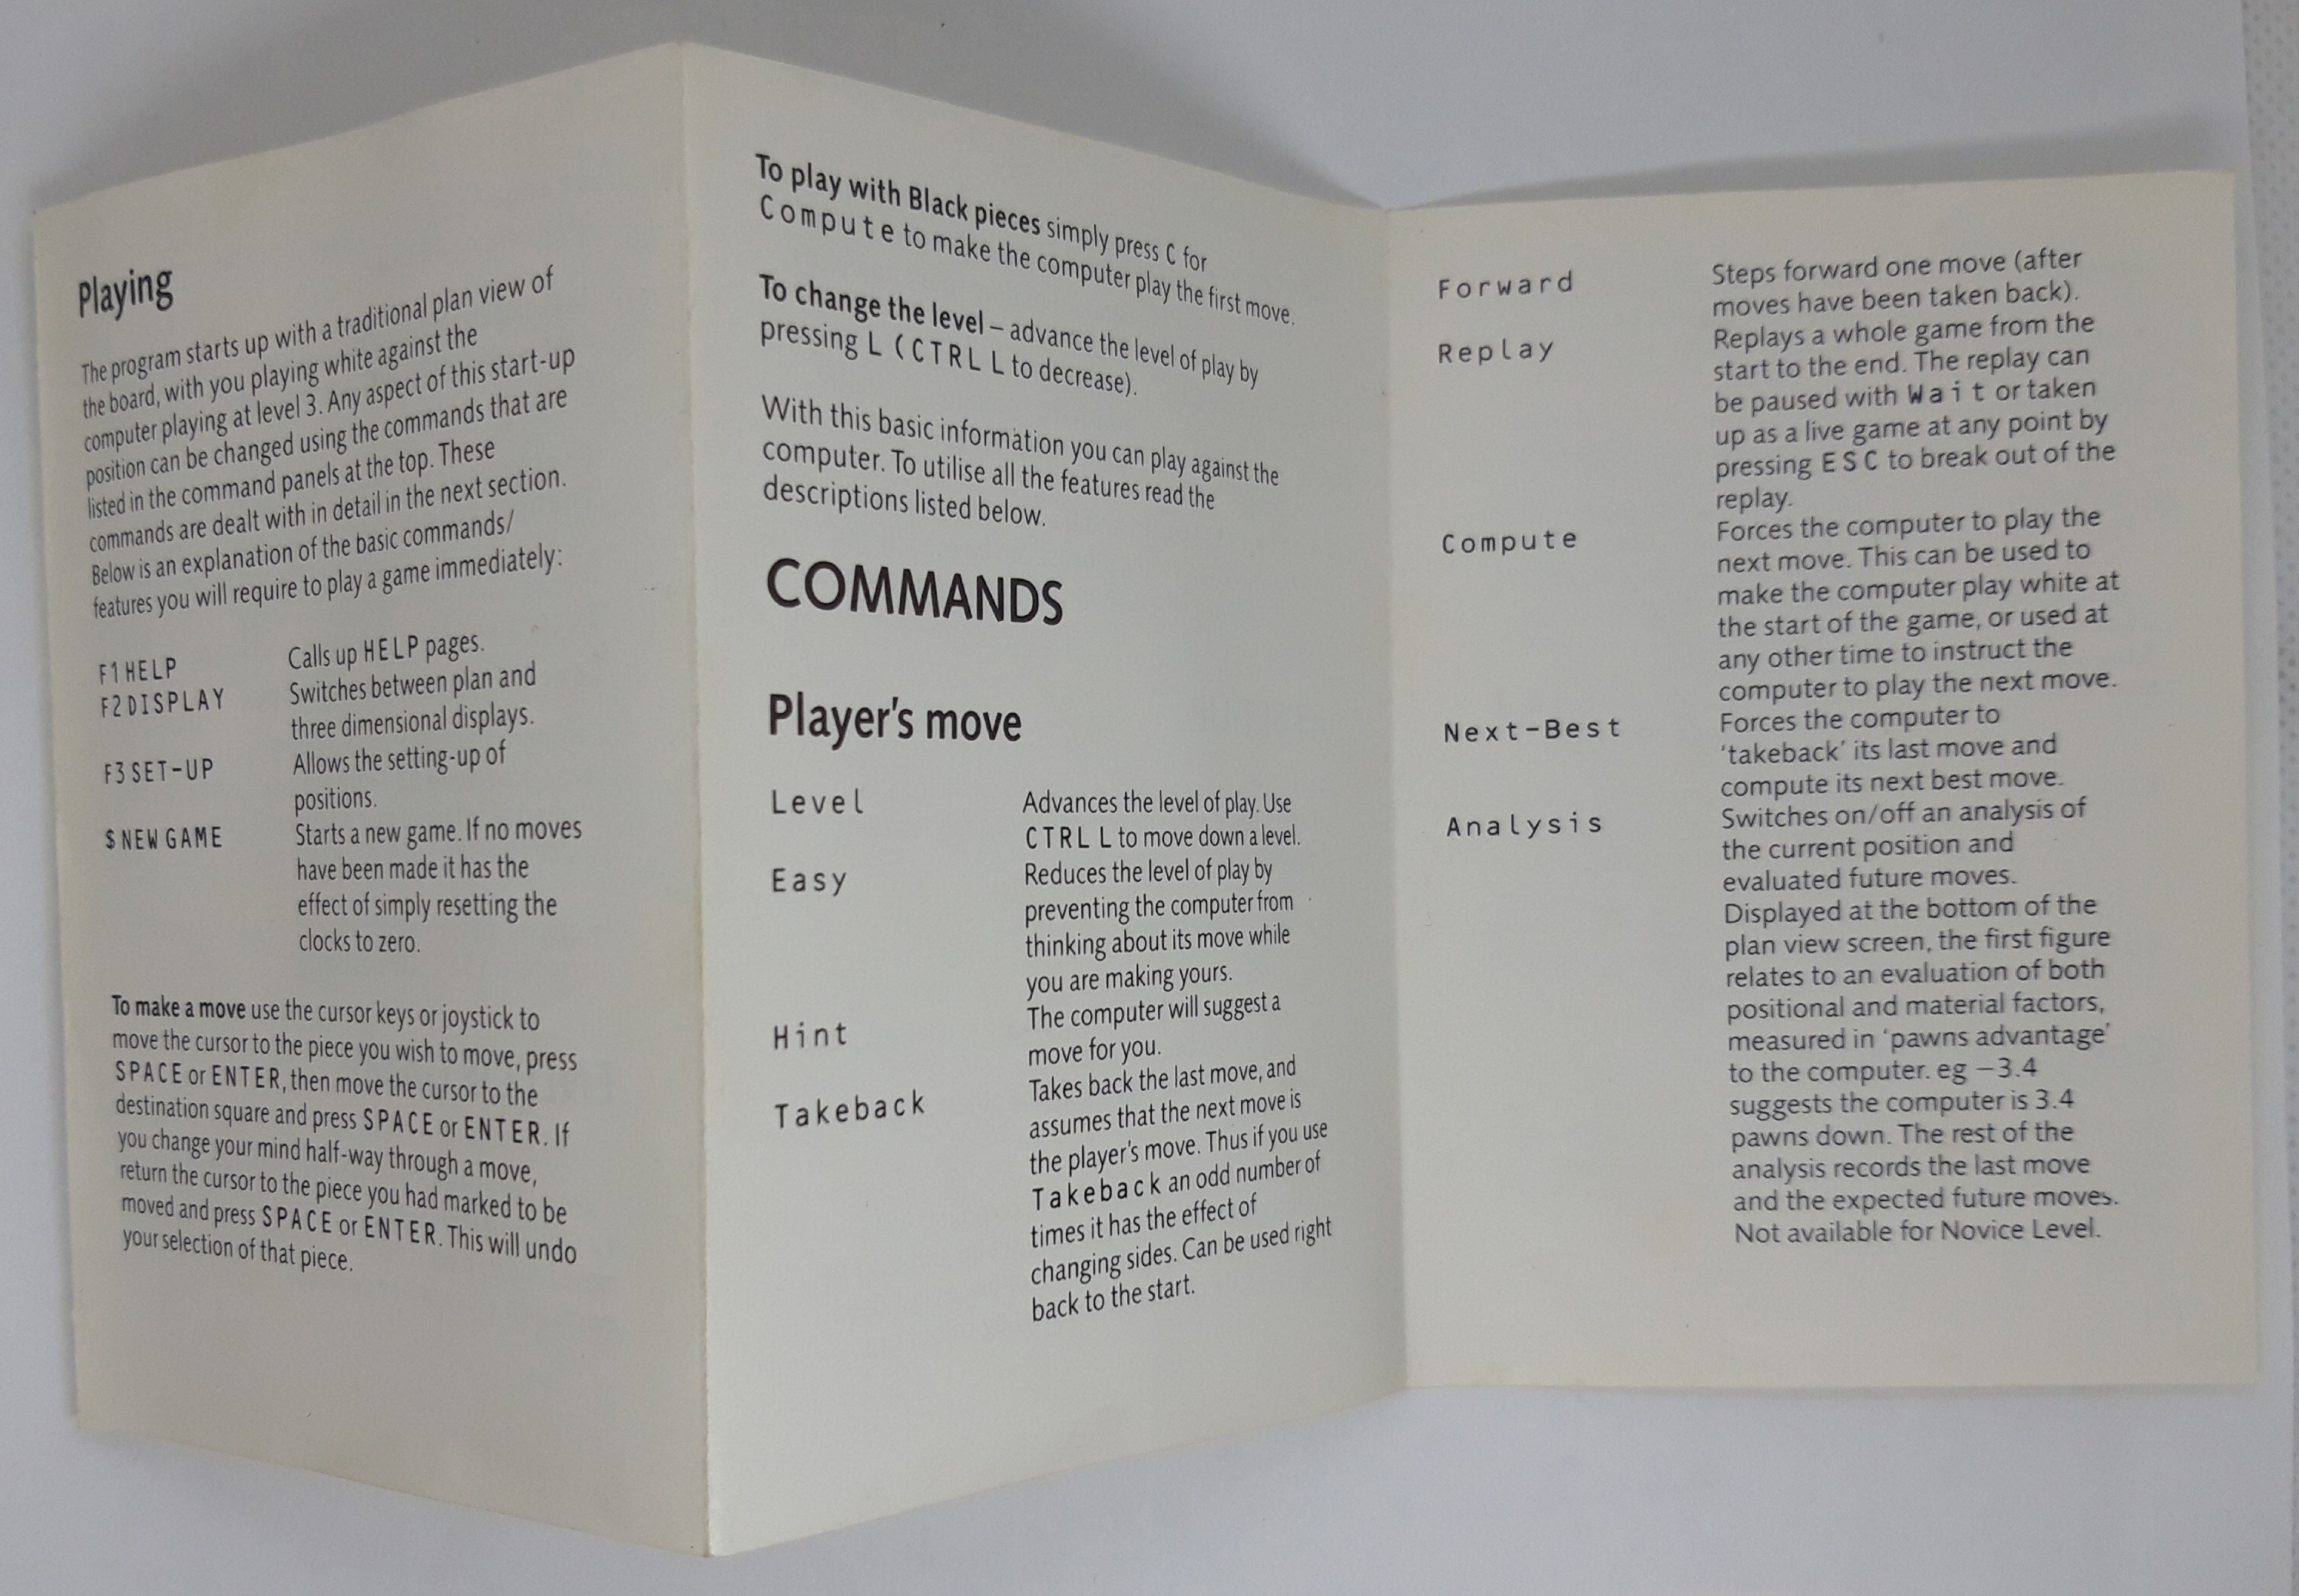 Playing
The program starts up with a traditional plan view of
the board, with you playing white against the
computer playing at level 3. Any aspect of this start-up
position can be changed using the commands that are
listed in the command panels at the top. These
commands are dealt with in detail in the next section.
Below is an explanation of the basic commands/
features you will require to play a game immediately:
F1 HELP Calls up HELP pages.
F2 DISPLAY Switches between plan and
three dimensional displays.
F3 SET-UP Allows the setting-up of
positions.
$ NEW GAME Starts a new game. If no moves
have been made it has the
effect of simply resetting the
clocks to zero.
To make a move use the cursor keys or joystick to
move the cursor to the piece you wish to move, press
SPACE or ENTER, then move the cursor to the
destination square and press SPACE or ENTER. If
you change your mind half-way through a move,
return the cursor to the piece you had marked to be
moved and press SPACE or ENTER. This will undo
your selection of that piece.
To play with Black pieces simply press C for
Compute to make the computer play the first move.
To change the level – advance the level of play by
pressing L (CTRL L to decrease).
With this basic information you can play against the
computer. To utilise all the features read the
descriptions listed below.
COMMANDS
Player's move
Level Advances the level of play. Use
CTRL L to move down a level.
Easy Reduces the level of play by
preventing the computer from
thinking about its move while
you are making yours.
Hint The computer will suggest a
move for you.
Takeback Takes back the last move, and
assumes that the next move is
the player's move. Thus if you use
Takeback an odd number of
times it has the effect of
changing sides. Can be used right
back to the start.
Forward Steps forward one move (after
moves have been taken back).
Replay Replays a whole game from the
start to the end. The replay can
be paused with Wait or taken
up as a live game at any point by
pressing ESC to break out of the
replay.
Compute Forces the computer to play the
next move. This can be used to
make the computer play white at
the start of the game, or used at
any other time to instruct the
computer to play the next move.
Next-Best Forces the computer to
'takeback' its last move and
compute its next best move.
Analysis Switches on/off an analysis of
the current position and
evaluated future moves.
Displayed at the bottom of the
plan view screen, the first figure
relates to an evaluation of both
positional and material factors,
measured in 'pawns advantage'
to the computer. eg –3.4
suggests the computer is 3.4
pawns down. The rest of the
analysis records the last move
and the expected future moves.
Not available for Novice Level.